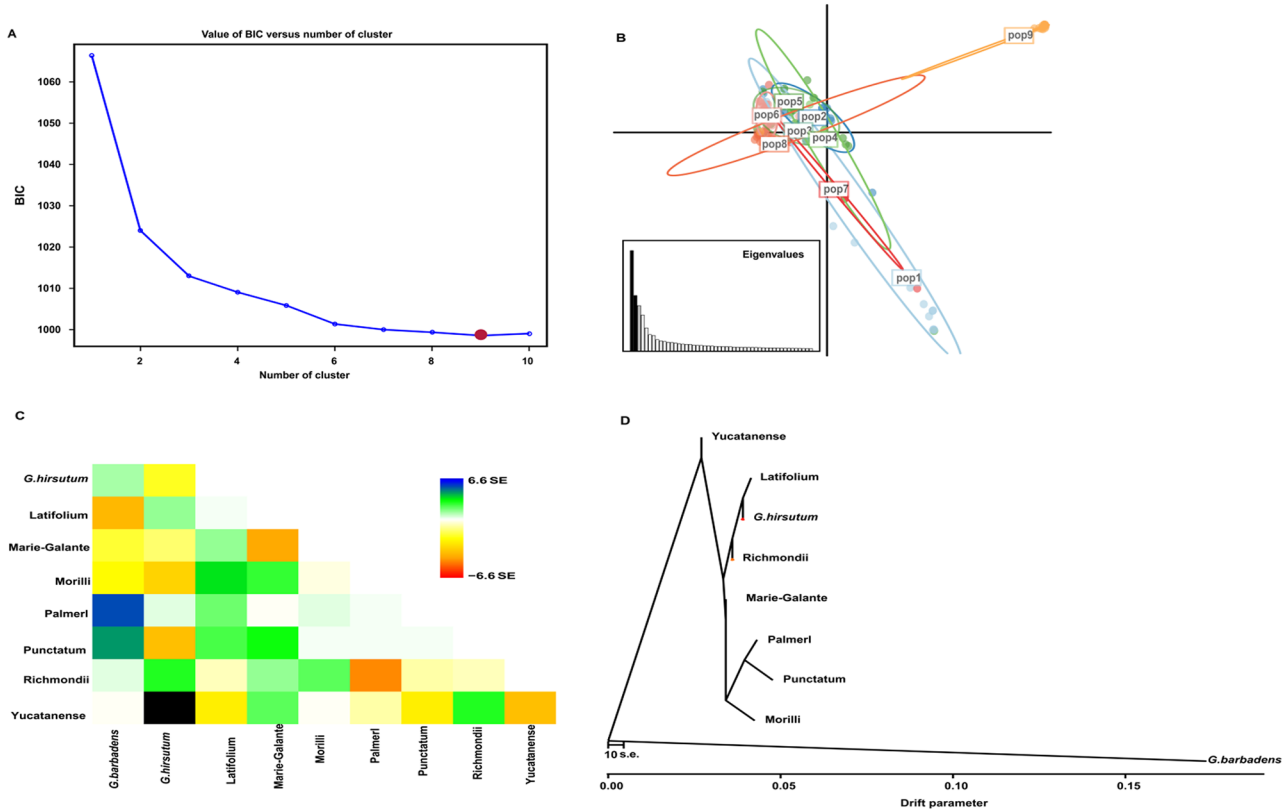 A
Value of BIC versus number of cluster
1060
1050
1040
1030
1020
1010
1000
BIC
2
4
6
8
10
Number of cluster
B
pop9
pop5
pop6
pop2
pop3
pop4
pop8
pop7
pop1
Eigenvalues
C
G.hirsutum
Latifolium
Marie-Galante
Morilli
Palmerl
Punctatum
Richmondii
Yucatanense
6.6 SE
−6.6 SE
G.barbadens
G.hirsutum
Latifolium
Marie-Galante
Morilli
Palmerl
Punctatum
Richmondii
Yucatanense
D
Yucatanense
Latifolium
G.hirsutum
Richmondii
Marie-Galante
Palmerl
Punctatum
Morilli
G.barbadens
10 s.e.
0.00
0.05
0.10
0.15
Drift parameter